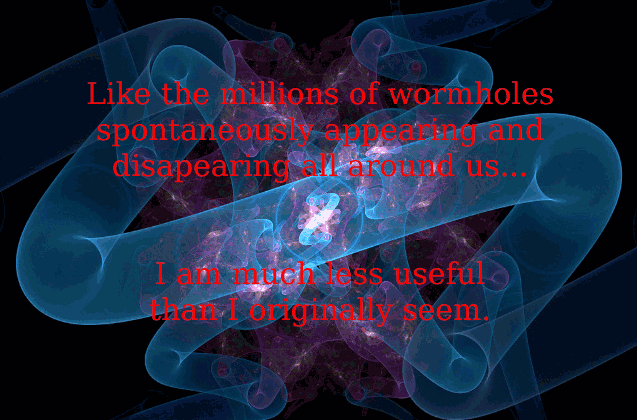 Like the millions of wormholes
spontaneously appearing and
disapearing all around us...
I am much less useful
than I originally seem.